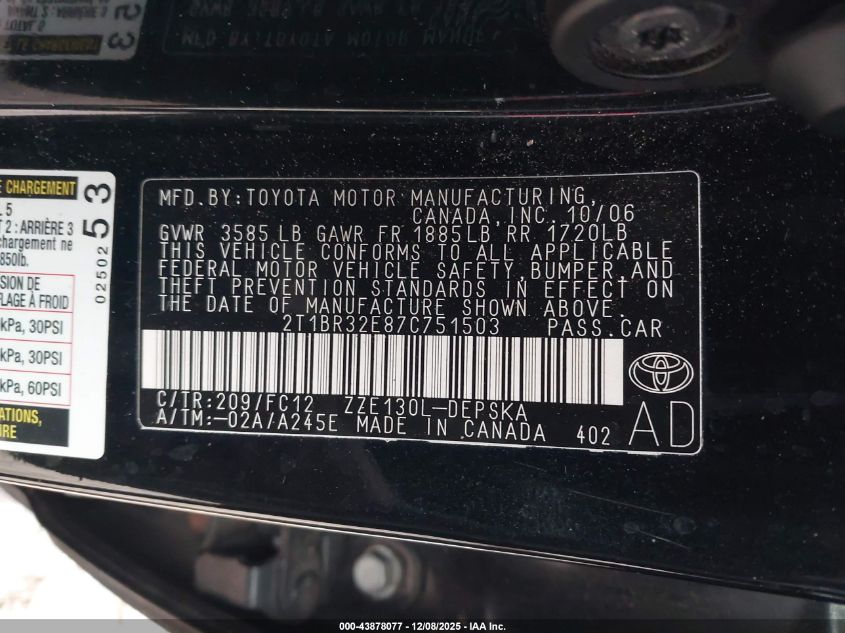 MFD.BY:TOYOTA MOTOR MANUFACTURING,
CANADA,INC. 10/06
GVWR 3585 LB GAWR FR 1885LB RR 1720LB
THIS VEHICLE CONFORMS TO ALL APPLICABLE
FEDERAL MOTOR VEHICLE SAFETY,BUMPER,AND
THEFT PREVENTION STANDARDS IN EFFECT ON
THE DATE OF MANUFACTURE SHOWN ABOVE.
2T1BR32E87C751503 PASS.CAR
C/TR:209/FC12 ZZE130L-DEPSKA
A/TM:-02A/A245E MADE IN CANADA 402
AD
CHARGEMENT
5
2 : ARRIÈRE 3
chargement ne
850lb.
DE
À FROID
kPa, 30PSI
kPa, 30PSI
kPa, 60PSI
02502
53
000-43878077 - 12/08/2025 - IAA Inc.